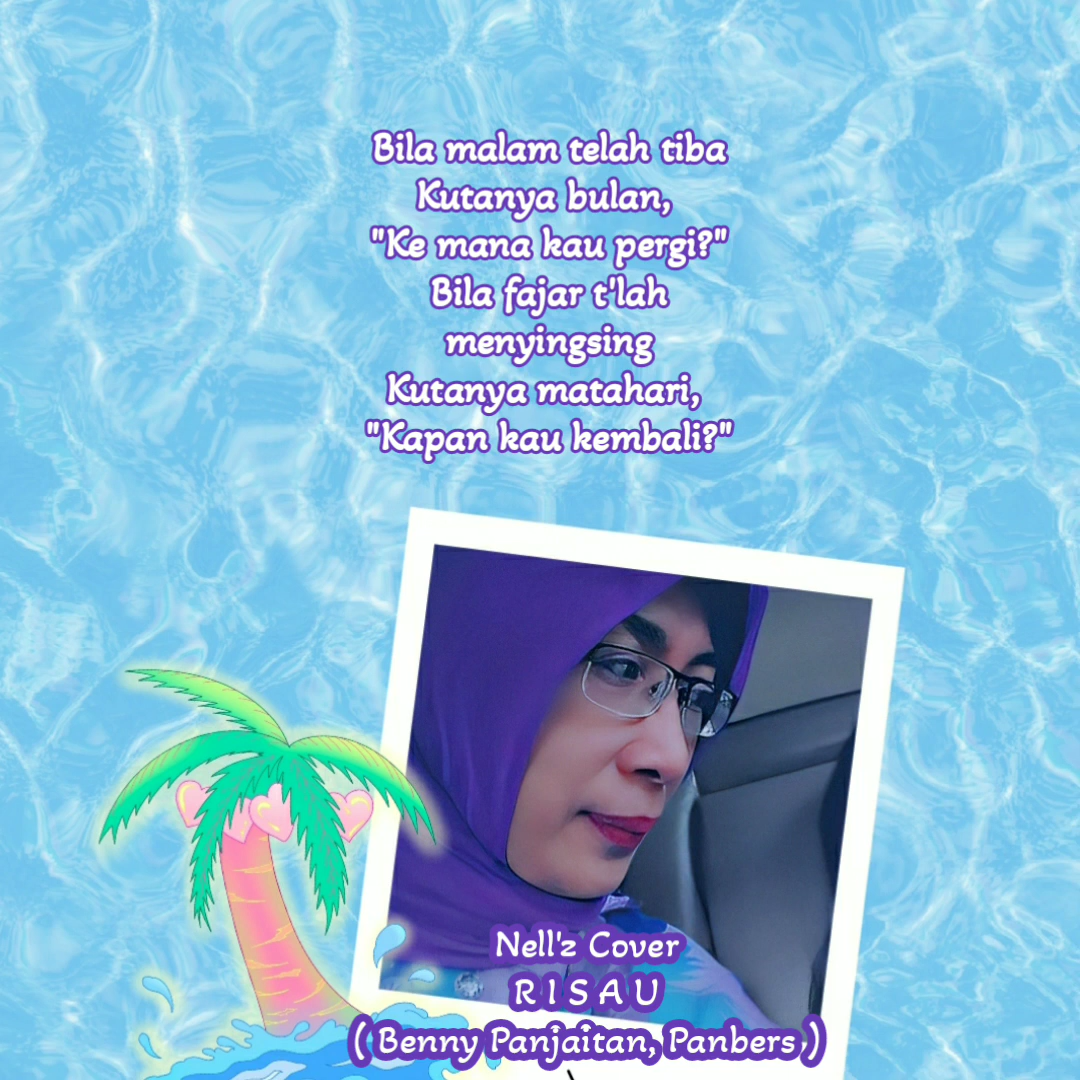 Bila malam telah tiba
Kutanya bulan,
"Ke mana kau pergi?"
Bila fajar t'lah
menyingsing
Kutanya matahari,
"Kapan kau kembali?"
Nell'z Cover
R I S A U
( Benny Panjaitan, Panbers )